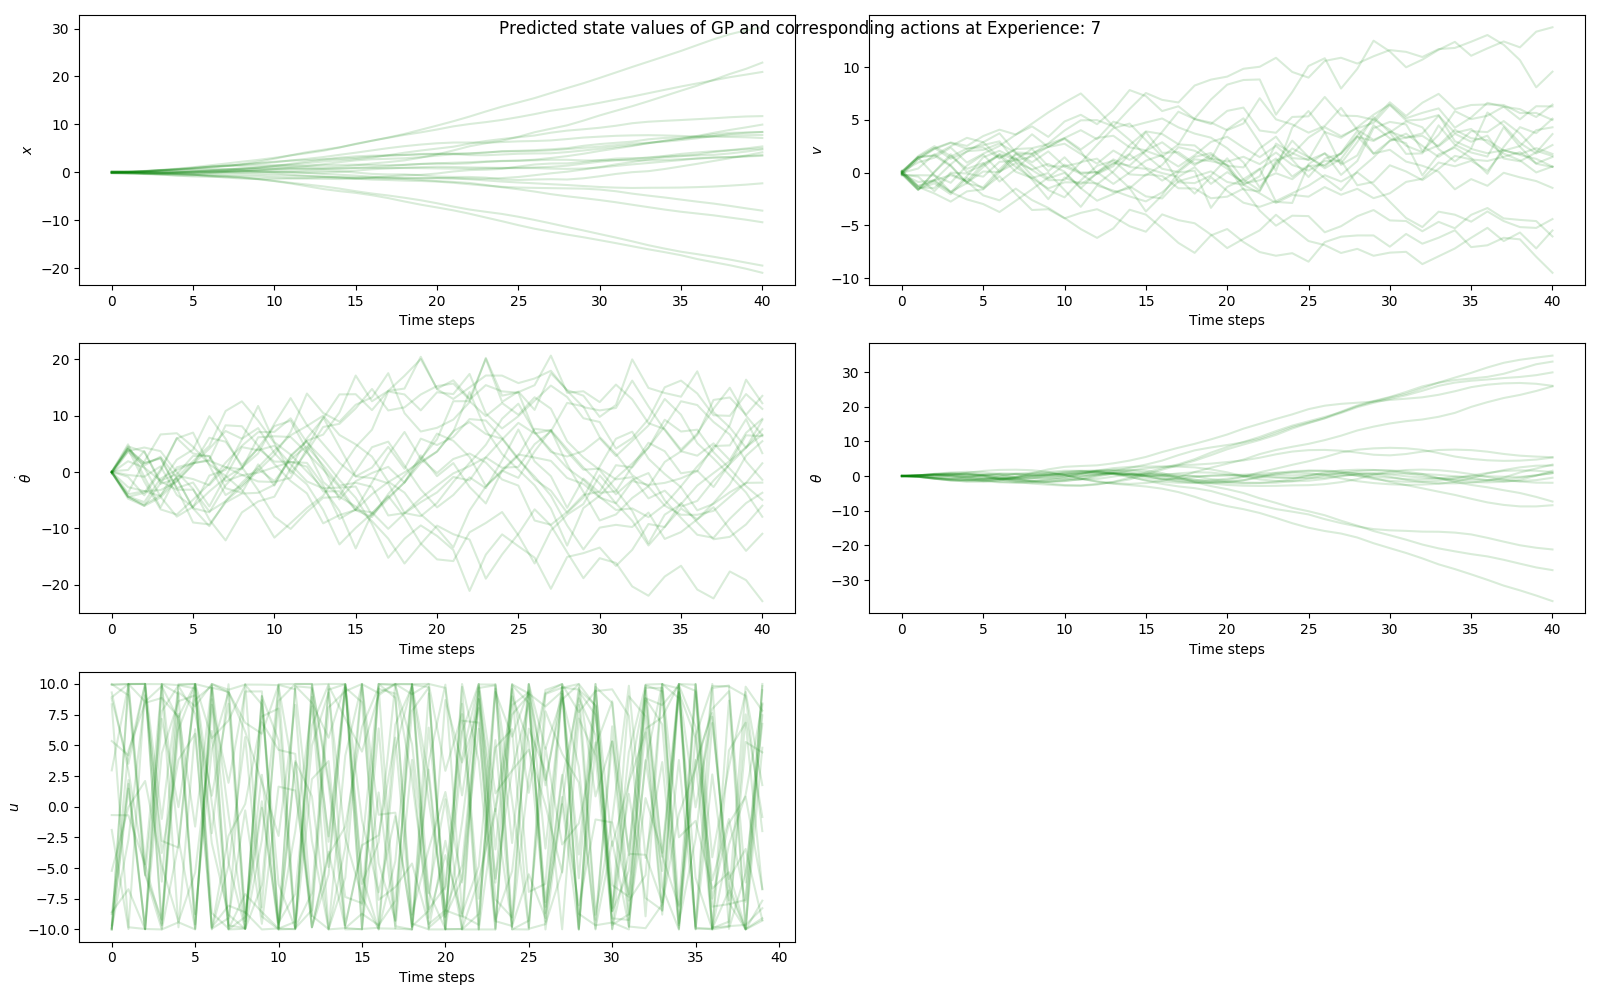 Predicted state values of GP and corresponding actions at Experience: 7
30
20
10
0
−10
−20
x
0 5 10 15 20 25 30 35 40
Time steps
10
5
0
−5
−10
v
0 5 10 15 20 25 30 35 40
Time steps
20
10
0
−10
−20
θ̇
0 5 10 15 20 25 30 35 40
Time steps
30
20
10
0
−10
−20
−30
θ
0 5 10 15 20 25 30 35 40
Time steps
10.0
7.5
5.0
2.5
0.0
−2.5
−5.0
−7.5
−10.0
u
0 5 10 15 20 25 30 35 40
Time steps